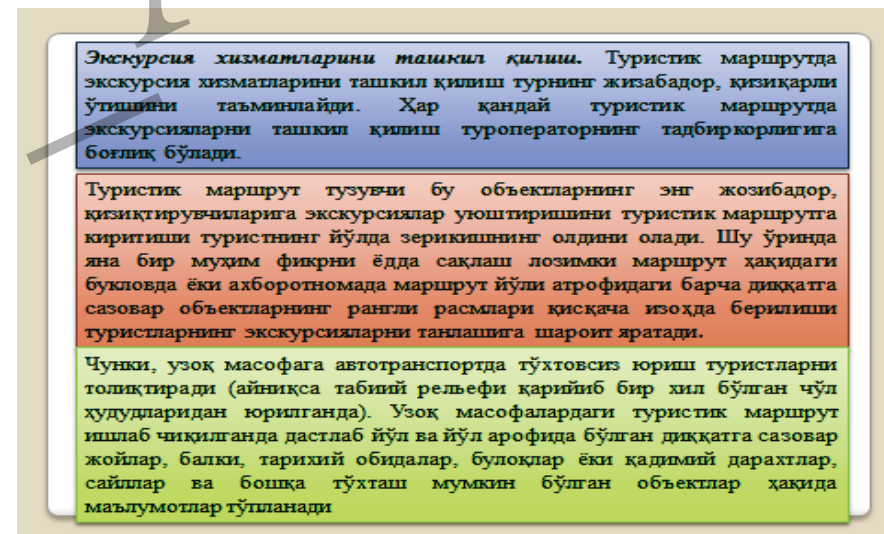 Экскурсия хизматларини ташкил қилиш. Туристик маршрутда
экскурсия хизматларини ташкил қилиш турнинг жизабадор, қизиқарли
ўтишини таъминлайди. Ҳар қандай туристик маршрутда
экскурсияларни ташкил қилиш туроператорнинг тадбиркорлигига
боғлиқ бўлади.
Туристик маршрут тузувчи бу объектларнинг энг жозибадор,
қизиқтирувчиларига экскурсиялар уюштиришини туристик маршрутга
киритиши туристнинг йўлда зерикишнинг олдини олади. Шу ўринда
яна бир муҳим фикрни ёдда сақлаш лозимки маршрут ҳақидаги
букловда ёки ахборотномада маршрут йўли атрофидаги барча диққатга
сазовар объектларнинг рангли расмлари қисқача изоҳда берилиши
туристларнинг экскурсияларни танлашига шароит яратади.
Чунки, узоқ масофага автотранспортда тўхтовсиз юриш туристларни
толиқтиради (айниқса табиий рельефи қарийиб бир хил бўлган чўл
ҳудудларидан юрилганда). Узоқ масофалардаги туристик маршрут
ишлаб чиқилганда дастлаб йўл ва йўл арофида бўлган диққатга сазовар
жойлар, балки, тарихий обидалар, булоқлар ёки қадимий дарахтлар,
сайллар ва бошқа тўхташ мумкин бўлган объектлар ҳақида
маълумотлар тўпланади